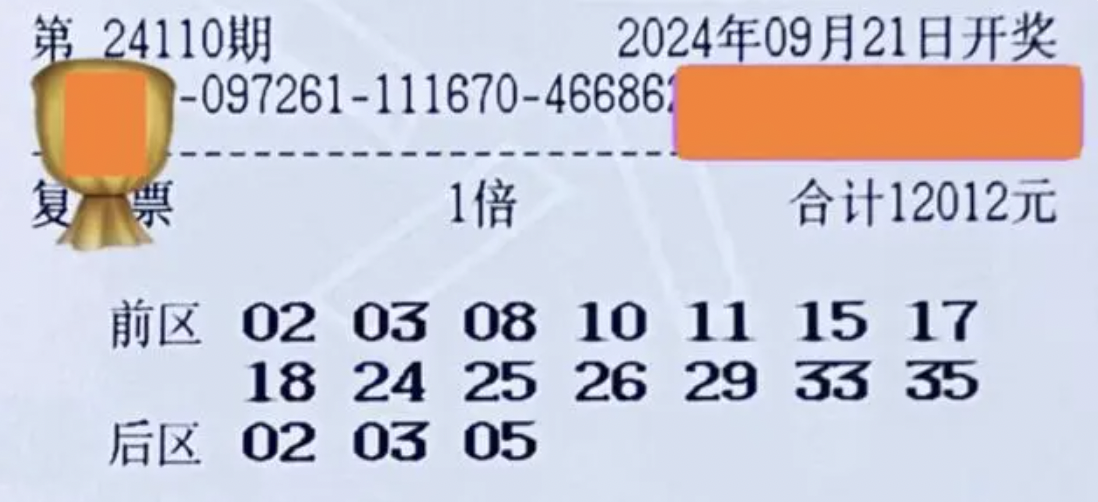 第 24110期 2024年09月21日开奖
-097261-111670-466862
复 票 1倍 合计12012元
前区 02 03 08 10 11 15 17
18 24 25 26 29 33 35
后区 02 03 05